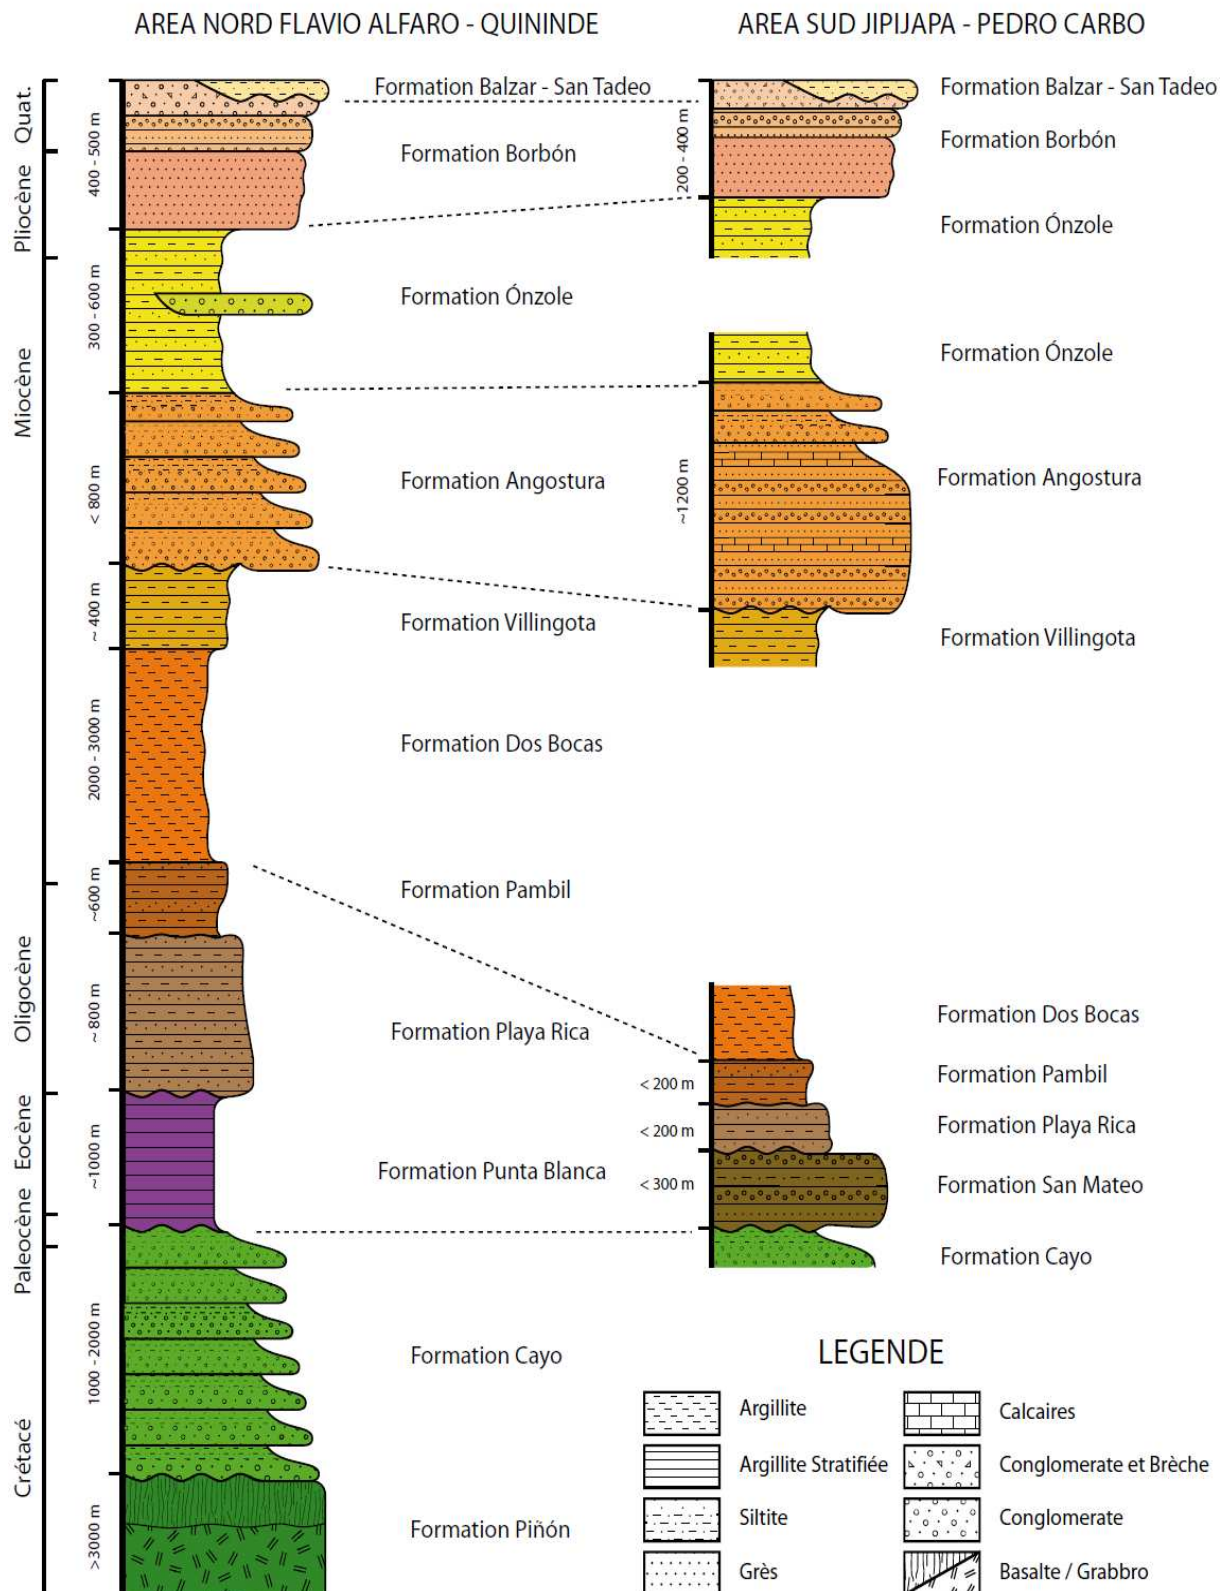 AREA NORD FLAVIO ALFARO - QUININDE
Quat.
Pliocène
Miocène
Oligocène
Eocène
Paleocène
Crétacé
400 - 500 m
300 - 600 m
< 800 m
~ 400 m
2000 - 3000 m
~600 m
~800 m
~1000 m
1000 - 2000 m
>3000 m
Formation Balzar - San Tadeo
Formation Borbón
Formation Ónzole
Formation Angostura
Formation Villingota
Formation Dos Bocas
Formation Pambil
Formation Playa Rica
Formation Punta Blanca
Formation Cayo
Formation Piñón
AREA SUD JIPIJAPA - PEDRO CARBO
200 - 400 m
~1200 m
< 200 m
< 200 m
< 300 m
Formation Balzar - San Tadeo
Formation Borbón
Formation Ónzole
Formation Ónzole
Formation Angostura
Formation Villingota
Formation Dos Bocas
Formation Pambil
Formation Playa Rica
Formation San Mateo
Formation Cayo
LEGENDE
Argillite
Argillite Stratifiée
Siltite
Grès
Calcaires
Conglomerate et Brèche
Conglomerate
Basalte / Grabbro